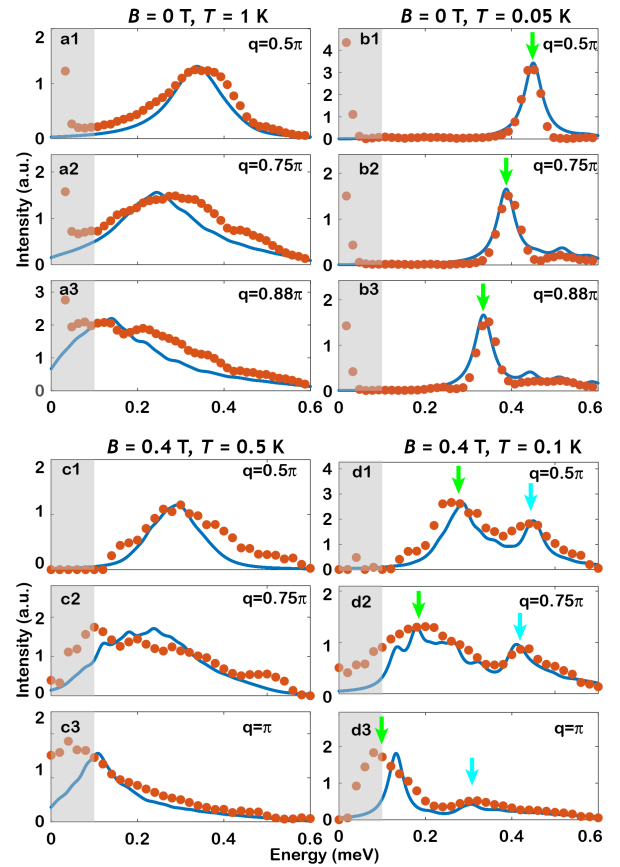 B = 0 T, T = 1 K
B = 0 T, T = 0.05 K
a1
q=0.5π
2
1
0
b1
q=0.5π
4
3
2
1
0
a2
q=0.75π
2
1
0
b2
q=0.75π
2
1
0
a3
q=0.88π
3
2
1
0
b3
q=0.88π
2
1
0
Intensity (a.u.)
0 0.2 0.4 0.6
0 0.2 0.4 0.6
B = 0.4 T, T = 0.5 K
B = 0.4 T, T = 0.1 K
c1
q=0.5π
2
1
0
d1
q=0.5π
4
3
2
1
0
c2
q=0.75π
2
1
0
d2
q=0.75π
2
1
0
c3
q=π
2
1
0
d3
q=π
3
2
1
0
Intensity (a.u.)
0 0.2 0.4 0.6
0 0.2 0.4 0.6
Energy (meV)